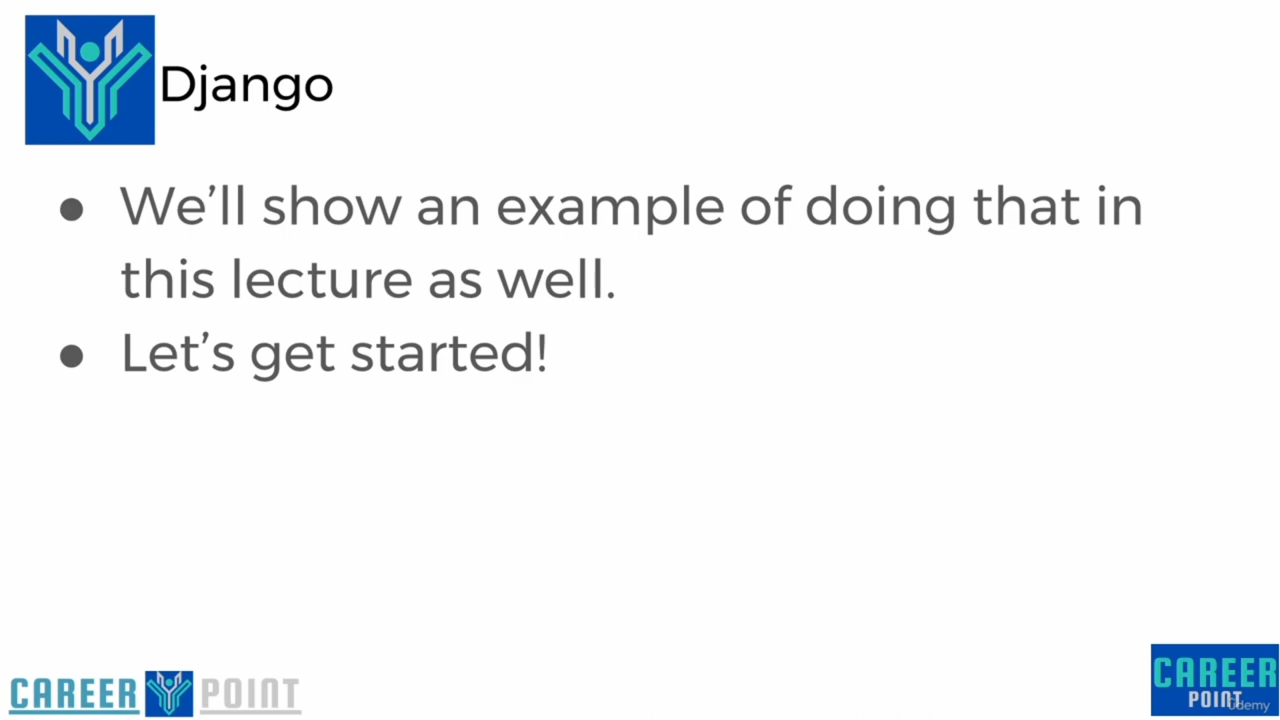 Django
● We’ll show an example of doing that in
this lecture as well.
● Let’s get started!
CAREER POINT
CAREER
POINT
udemy